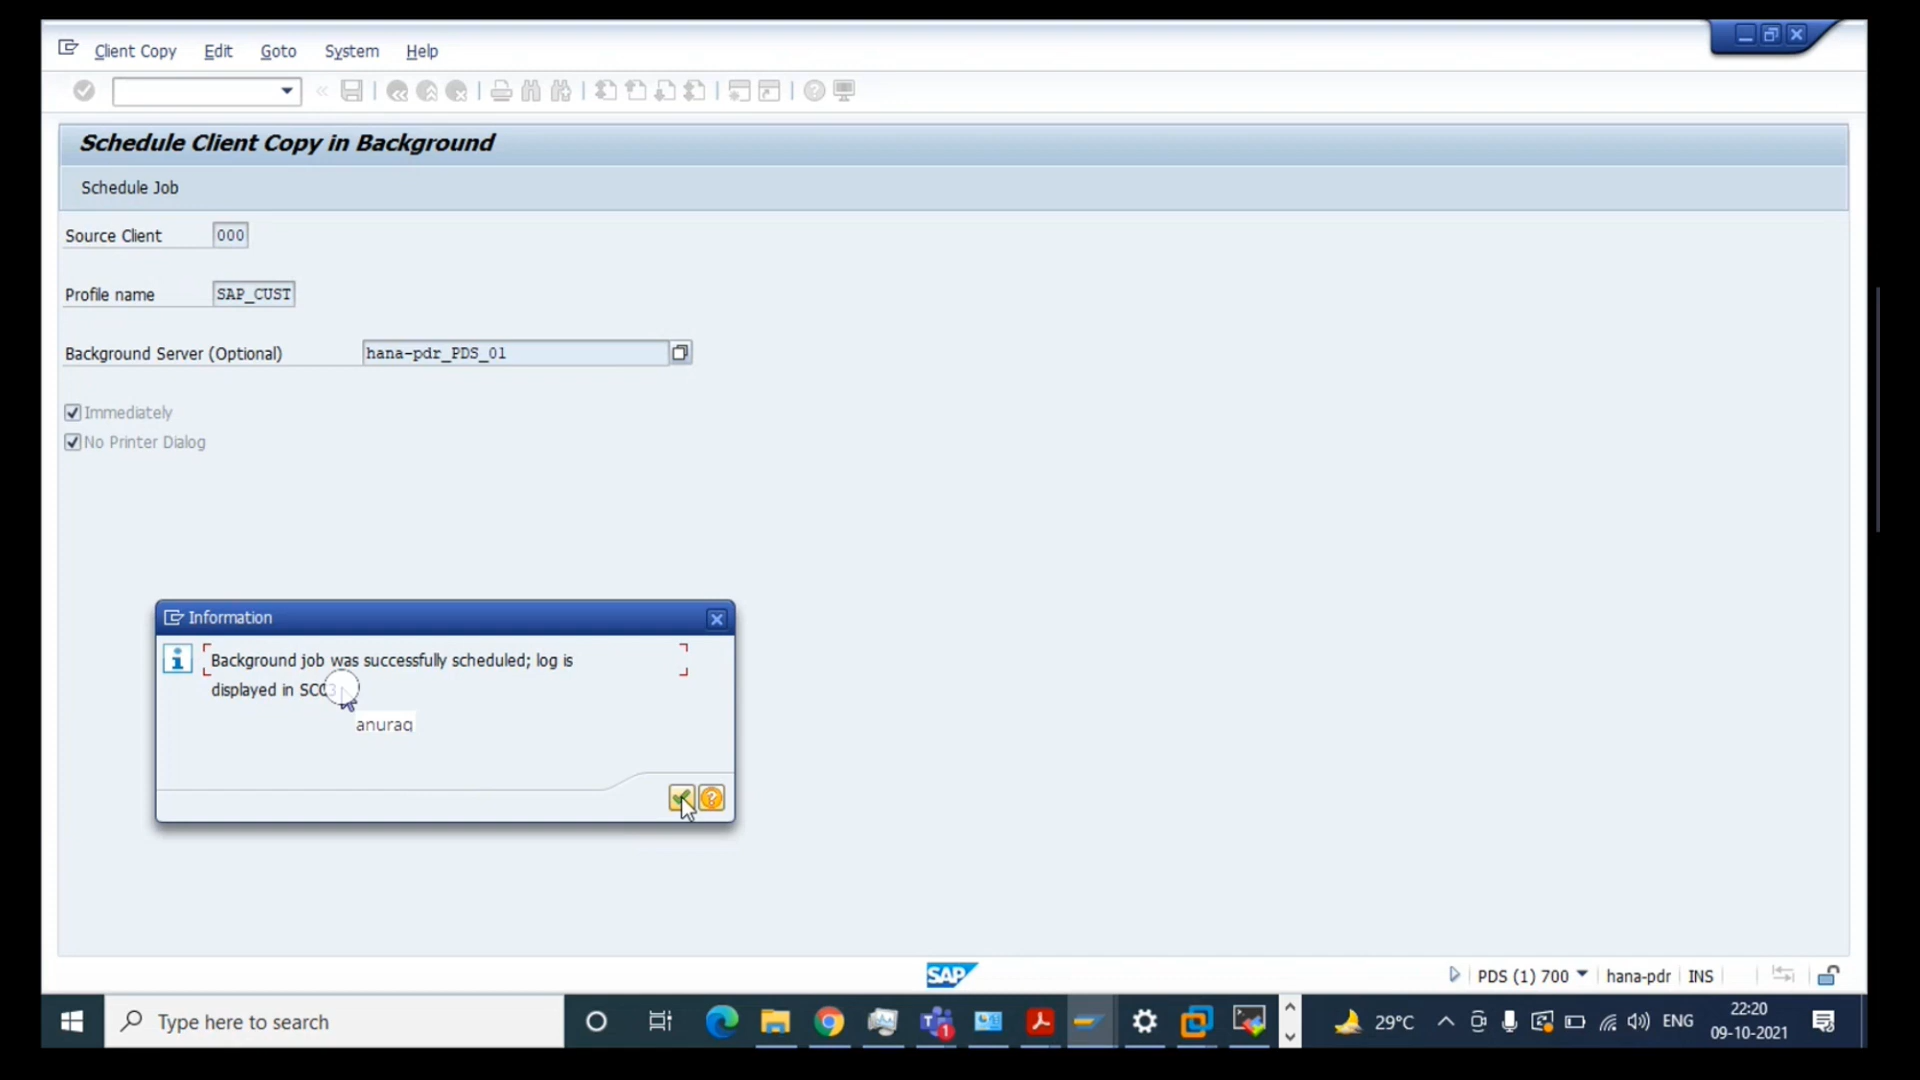 Client Copy Edit Goto System Help
Schedule Client Copy in Background
Schedule Job
Source Client 000
Profile name SAP_CUST
Background Server (Optional) hana-pdr_PDS_01
Immediately
No Printer Dialog
Information
Background job was successfully scheduled; log is
displayed in SCC3
anurag
SAP
PDS (1) 700 hana-pdr INS
Type here to search
1
29°C
ENG
22:20
09-10-2021